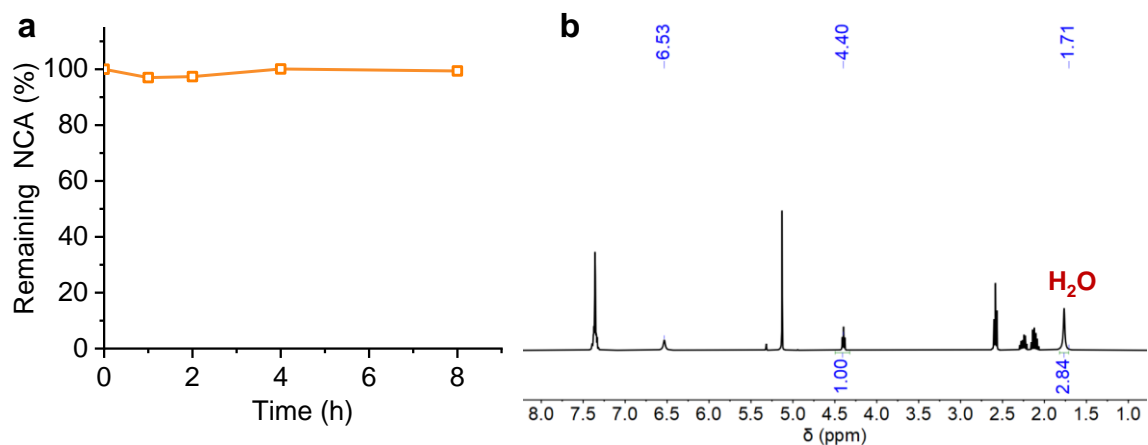 a
Remaining NCA (%)
100
80
60
40
20
0
0 2 4 6 8
Time (h)
b
-6.53
-4.40
-1.71
H₂O
1.00
2.84
8.0 7.5 7.0 6.5 6.0 5.5 5.0 4.5 4.0 3.5 3.0 2.5 2.0 1.5 1.0
δ (ppm)